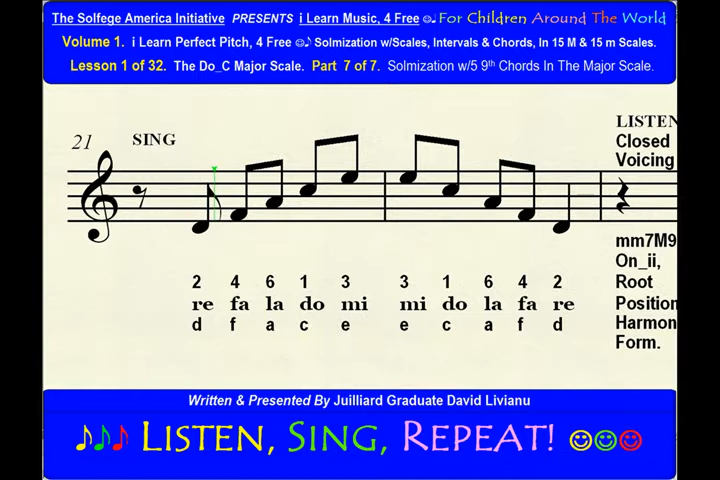 The Solfege America Initiative PRESENTS i Learn Music, 4 Free ☺♪ For Children Around The World
Volume 1. i Learn Perfect Pitch, 4 Free ☺♪ Solmization w/Scales, Intervals & Chords, In 15 M & 15 m Scales.
Lesson 1 of 32. The Do_C Major Scale. Part 7 of 7. Solmization w/5 9th Chords In The Major Scale.
21 SING
LISTEN
Closed
Voicing
mm7M9
On_ii,
Root
Position
Harmon
Form.
2 4 6 1 3 3 1 6 4 2
re fa la do mi mi do la fa re
d f a c e e c a f d
Written & Presented By Juilliard Graduate David Livianu
♪♪♪ LISTEN, SING, REPEAT! ☺☺☺